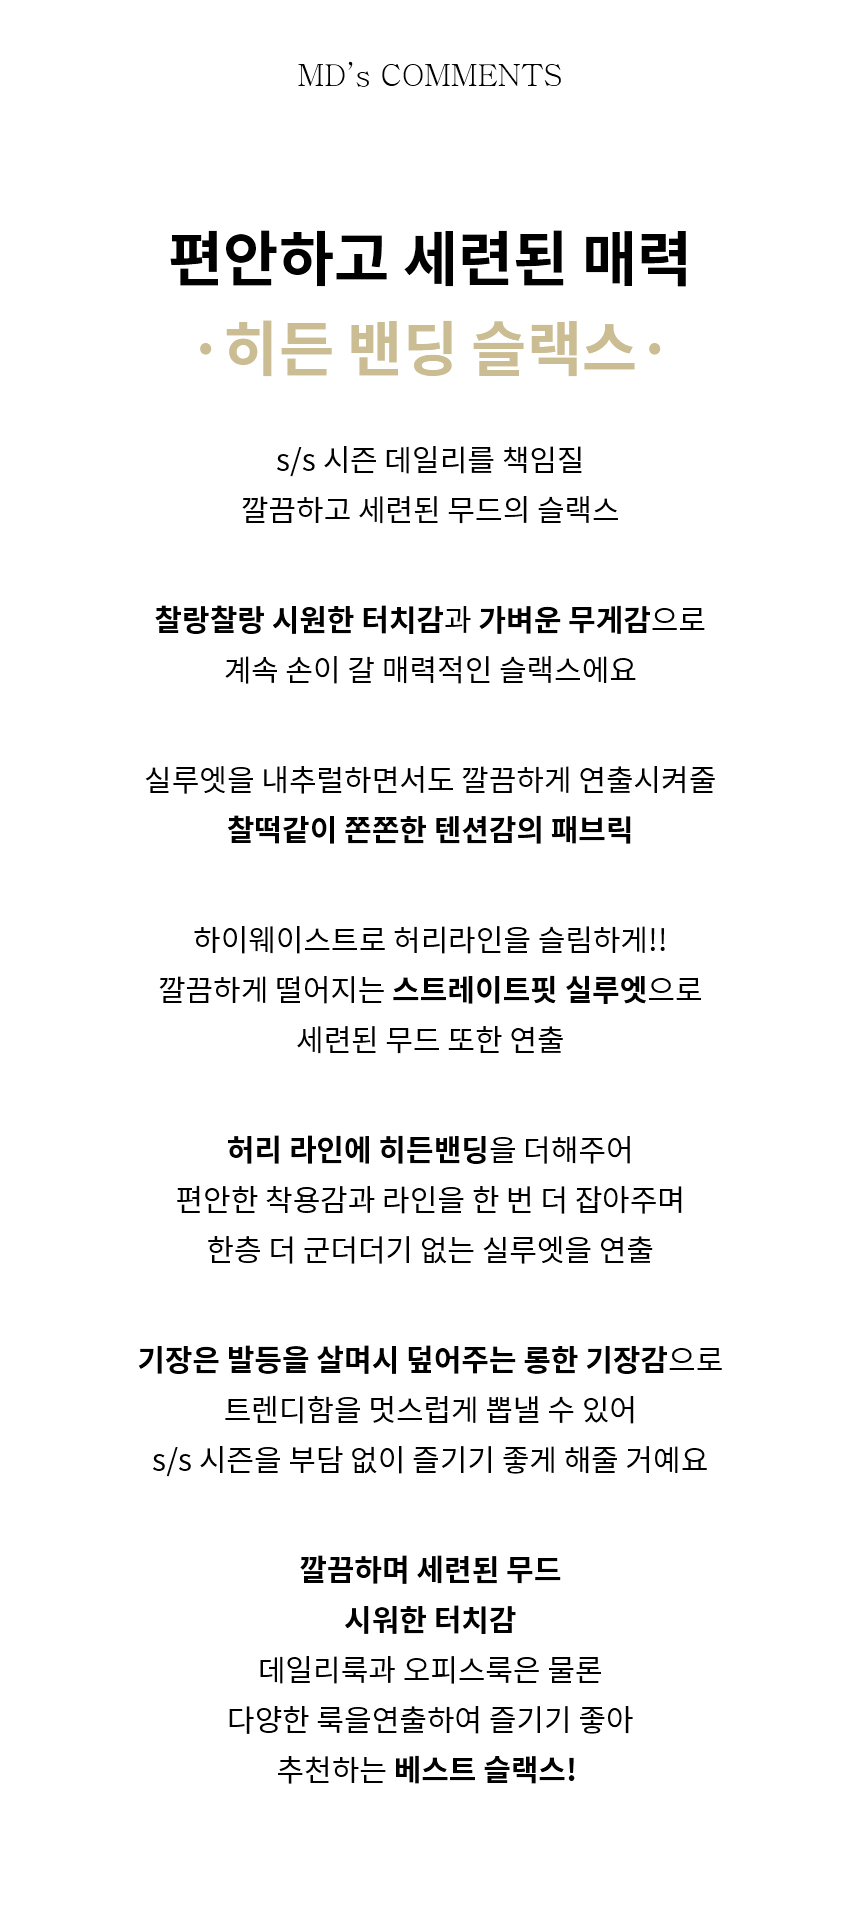 MD's COMMENTS
편안하고 세련된 매력
·히든 밴딩 슬랙스·
s/s 시즌 데일리를 책임질
깔끔하고 세련된 무드의 슬랙스
찰랑찰랑 시원한 터치감과 가벼운 무게감으로
계속 손이 갈 매력적인 슬랙스에요
실루엣을 내추럴하면서도 깔끔하게 연출시켜줄
찰떡같이 쫀쫀한 텐션감의 패브릭
하이웨이스트로 허리라인을 슬림하게!!
깔끔하게 떨어지는 스트레이트핏 실루엣으로
세련된 무드 또한 연출
허리 라인에 히든밴딩을 더해주어
편안한 착용감과 라인을 한 번 더 잡아주며
한층 더 군더더기 없는 실루엣을 연출
기장은 발등을 살며시 덮어주는 롱한 기장감으로
트렌디함을 멋스럽게 뽑낼 수 있어
s/s 시즌을 부담 없이 즐기기 좋게 해줄 거예요
깔끔하며 세련된 무드
시워한 터치감
데일리룩과 오피스룩은 물론
다양한 룩을연출하여 즐기기 좋아
추천하는 베스트 슬랙스!